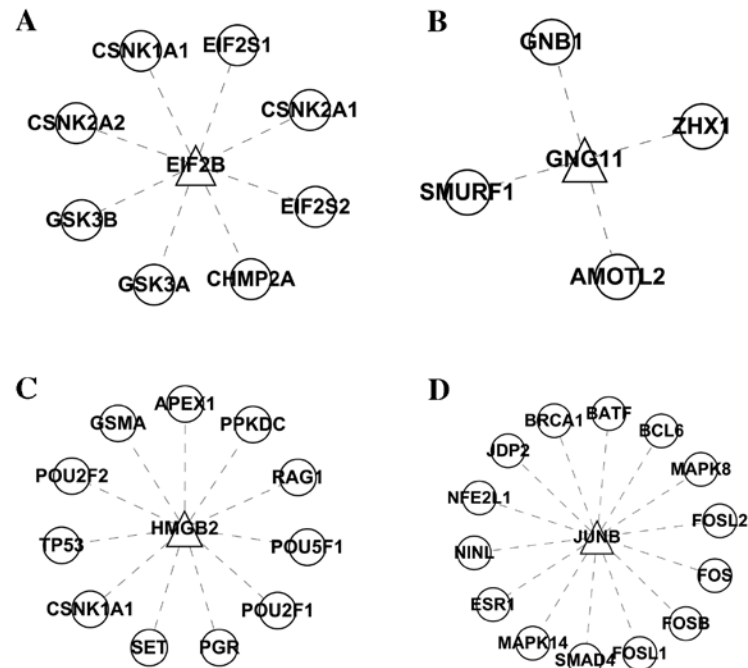 A
CSNK1A1
EIF2S1
CSNK2A2
CSNK2A1
EIF2B
GSK3B
EIF2S2
GSK3A
CHMP2A
B
GNB1
ZHX1
GNG11
SMURF1
AMOTL2
C
APEX1
GSMA
PPKDC
POU2F2
RAG1
HMGB2
TP53
POU5F1
CSNK1A1
POU2F1
SET
PGR
D
BRCA1
BATF
BCL6
JDP2
MAPK8
NFE2L1
FOSL2
JUNB
NINL
FOS
ESR1
FOSB
MAPK14
SMAD4
FOSL1